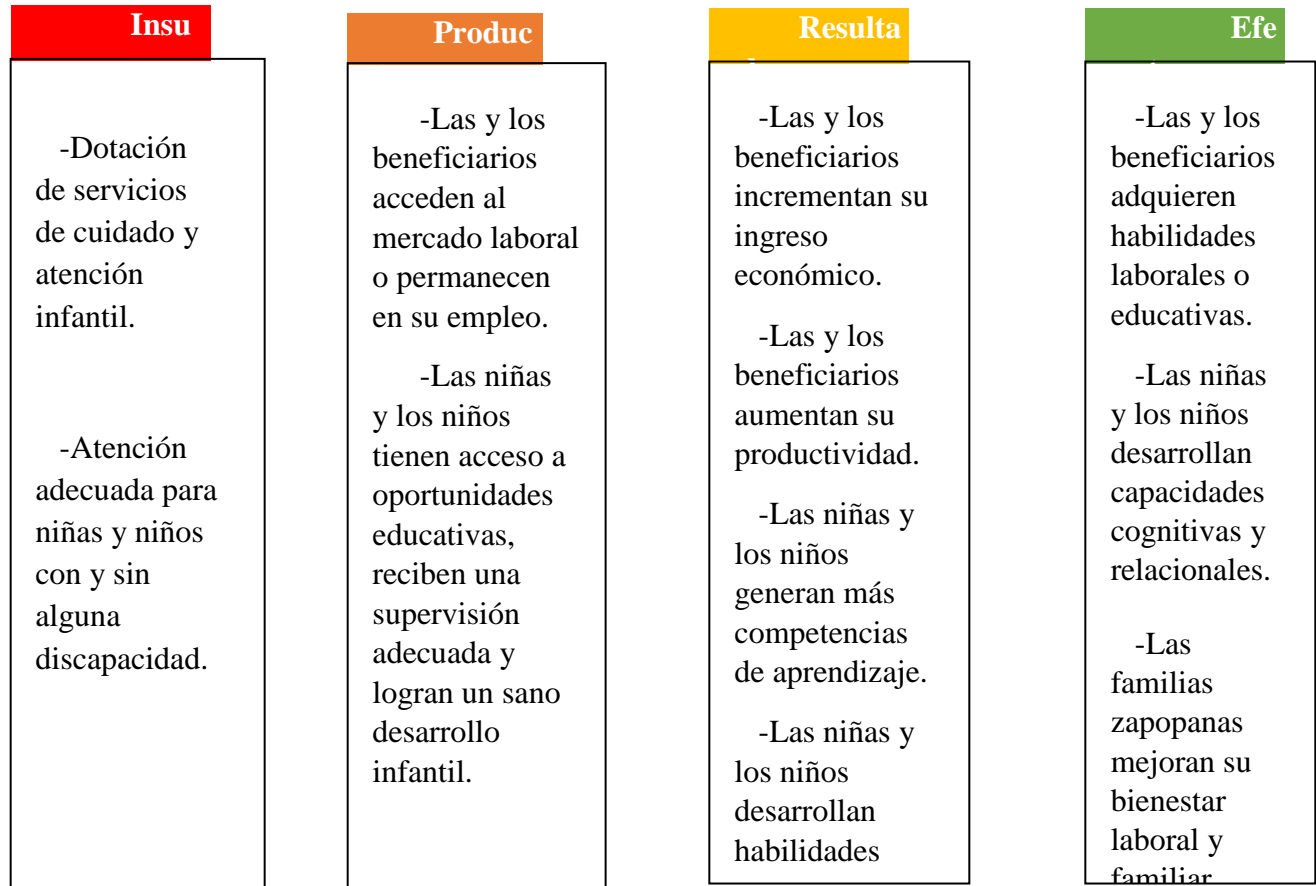 Insu
-Dotación
de servicios
de cuidado y
atención
infantil.
-Atención
adecuada para
niñas y niños
con y sin
alguna
discapacidad.
Produc
-Las y los
beneficiarios
acceden al
mercado laboral
o permanecen
en su empleo.
-Las niñas
y los niños
tienen acceso a
oportunidades
educativas,
reciben una
supervisión
adecuada y
logran un sano
desarrollo
infantil.
Resulta
-Las y los
beneficiarios
incrementan su
ingreso
económico.
-Las y los
beneficiarios
aumentan su
productividad.
-Las niñas y
los niños
generan más
competencias
de aprendizaje.
-Las niñas y
los niños
desarrollan
habilidades
Efe
-Las y los
beneficiarios
adquieren
habilidades
laborales o
educativas.
-Las niñas
y los niños
desarrollan
capacidades
cognitivas y
relacionales.
-Las
familias
zapopanas
mejoran su
bienestar
laboral y
familiar